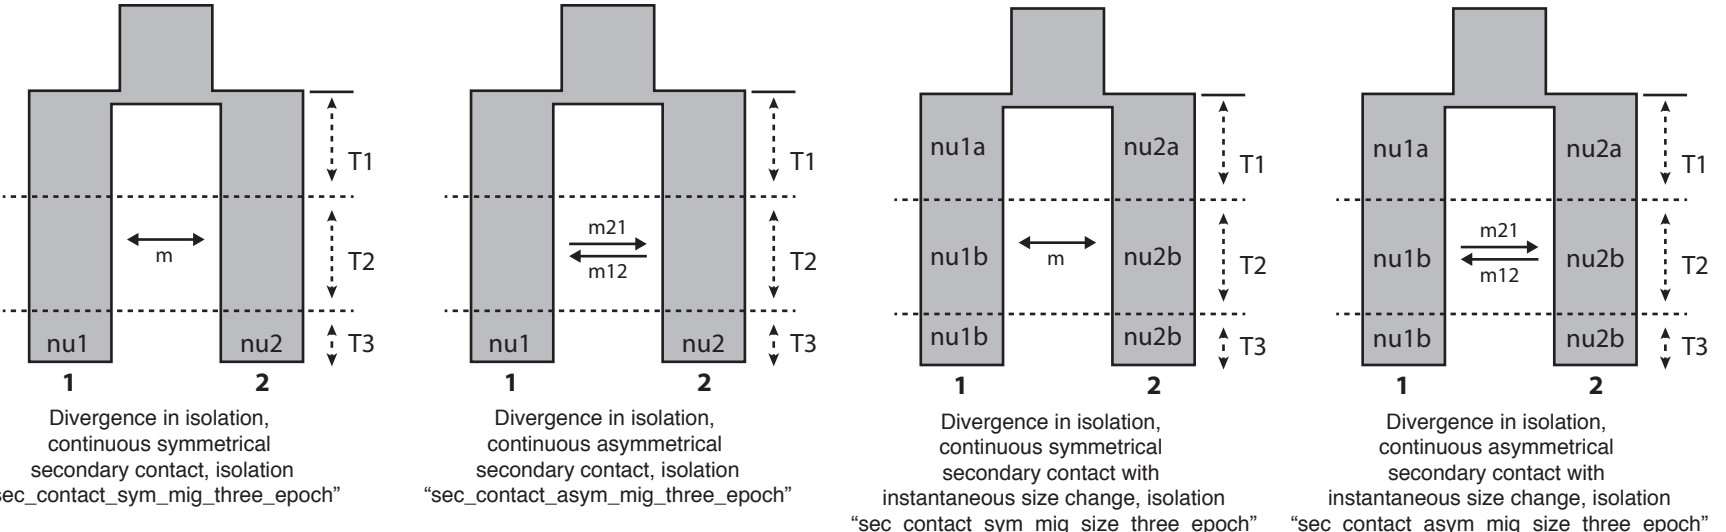 T1
m
T2
nu1
nu2
T3
1
2
Divergence in isolation,
continuous symmetrical
secondary contact, isolation
sec_contact_sym_mig_three_epoch”
T1
m21
m12
T2
nu1
nu2
T3
1
2
Divergence in isolation,
continuous asymmetrical
secondary contact, isolation
“sec_contact_asym_mig_three_epoch”
nu1a
nu2a
T1
nu1b
m
nu2b
T2
nu1b
nu2b
T3
1
2
Divergence in isolation,
continuous symmetrical
secondary contact with
instantaneous size change, isolation
“sec_contact_sym_mig_size_three_epoch”
nu1a
nu2a
T1
nu1b
m21
m12
nu2b
T2
nu1b
nu2b
T3
1
2
Divergence in isolation,
continuous asymmetrical
secondary contact with
instantaneous size change, isolation
“sec_contact_asym_mig_size_three_epoch”